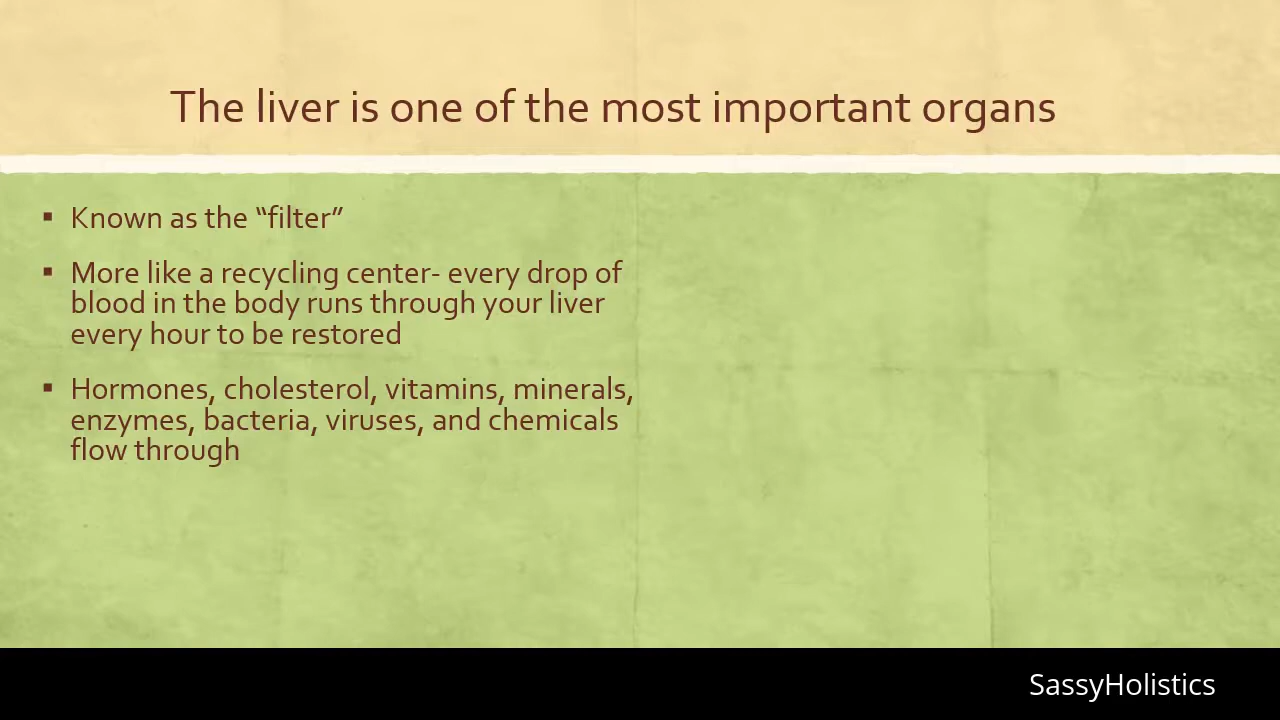 The liver is one of the most important organs
▪ Known as the “filter”
▪ More like a recycling center- every drop of
blood in the body runs through your liver
every hour to be restored
▪ Hormones, cholesterol, vitamins, minerals,
enzymes, bacteria, viruses, and chemicals
flow through
SassyHolistics